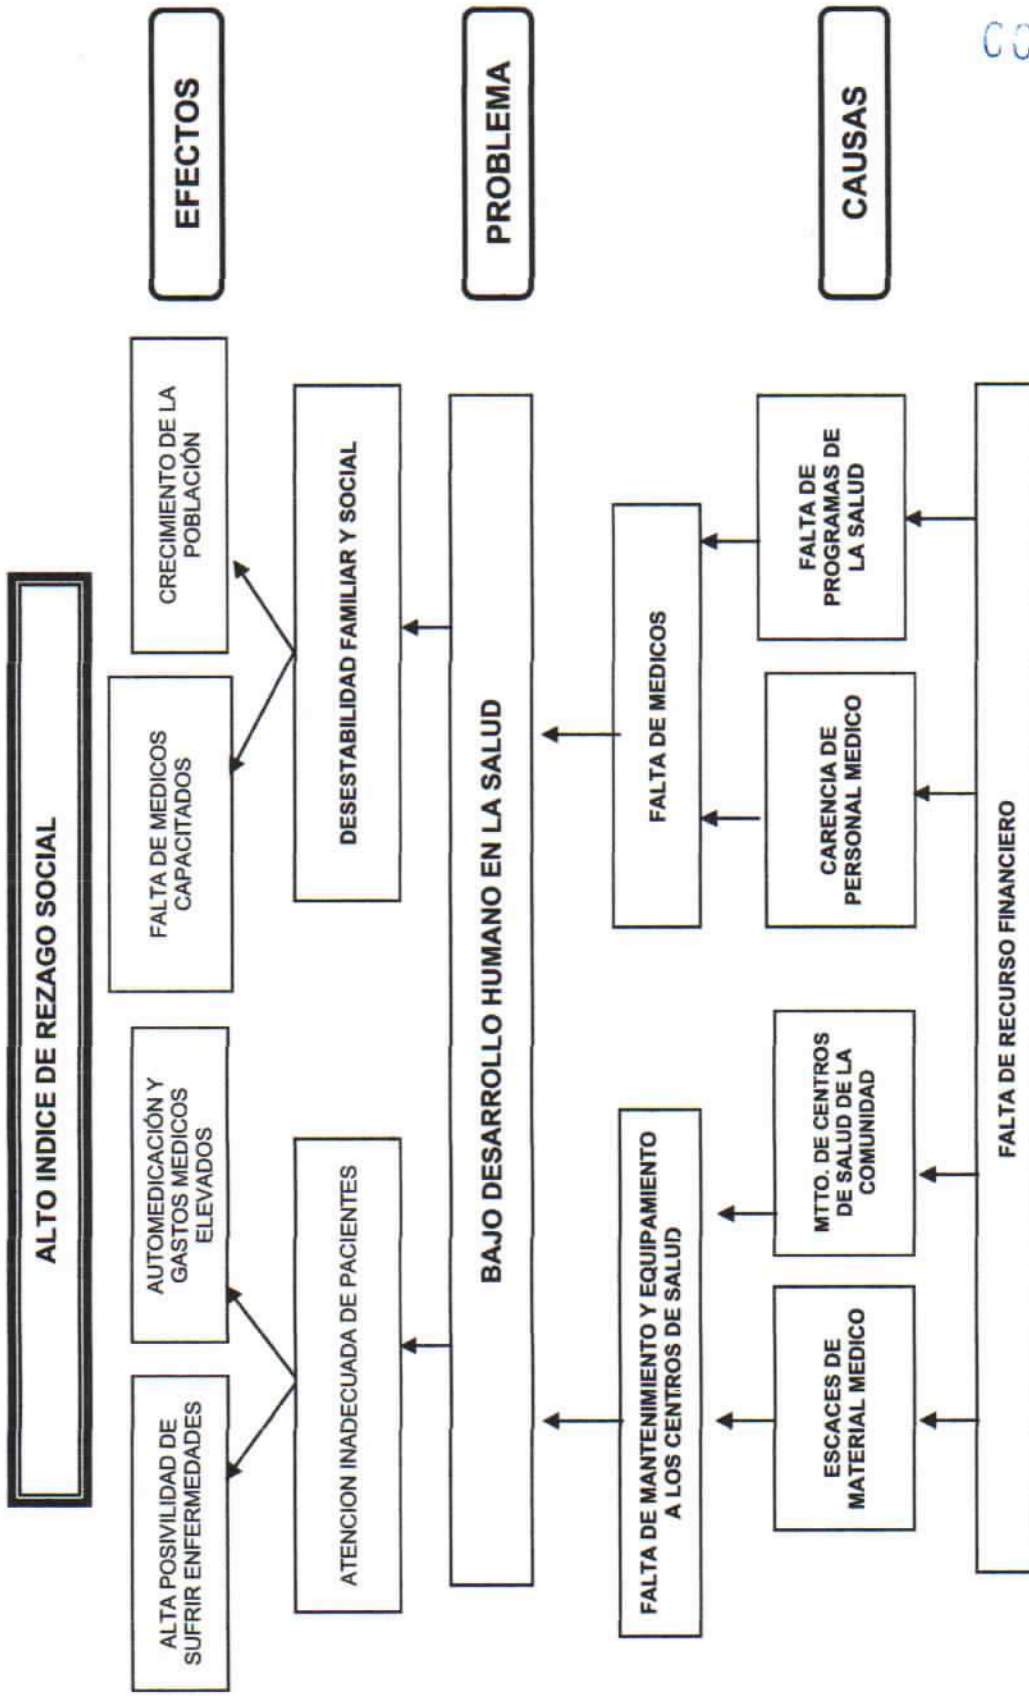 ALTO INDICE DE REZAGO SOCIAL
ALTA POSIVILIDAD DE
SUFRIR ENFERMEDADES
AUTOMEDICACIÓN Y
GASTOS MEDICOS
ELEVADOS
FALTA DE MEDICOS
CAPACITADOS
CRECIMIENTO DE LA
POBLACIÓN
EFECTOS
ATENCION INADECUADA DE PACIENTES
DESESTABILIDAD FAMILIAR Y SOCIAL
BAJO DESARROLLO HUMANO EN LA SALUD
PROBLEMA
FALTA DE MANTENIMIENTO Y EQUIPAMIENTO
A LOS CENTROS DE SALUD
FALTA DE MEDICOS
ESCACES DE
MATERIAL MEDICO
MTTO. DE CENTROS
DE SALUD DE LA
COMUNIDAD
CARENCIA DE
PERSONAL MEDICO
FALTA DE
PROGRAMAS DE
LA SALUD
CAUSAS
FALTA DE RECURSO FINANCIERO